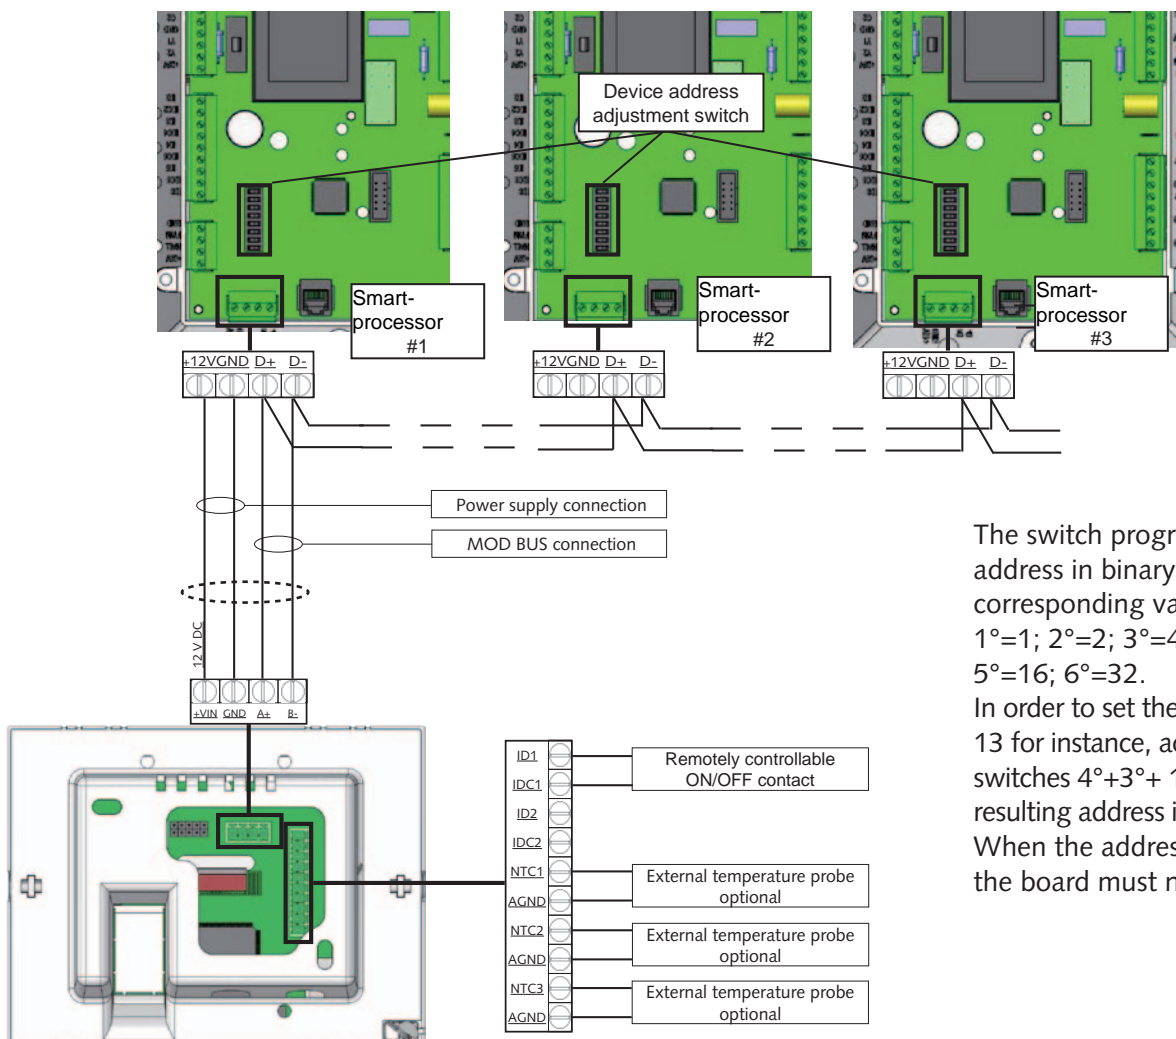 Device address
adjustment switch
Smart-
processor
#1
Smart-
processor
#2
Smart-
processor
#3
+12VGND D+ D-
+12VGND D+ D-
+12VGND D+ D-
Power supply connection
MOD BUS connection
12 V DC
+VIN GND A+ B-
The switch progr
address in binary
corresponding va
1°=1; 2°=2; 3°=4
5°=16; 6°=32.
In order to set the
13 for instance, a
switches 4°+3°+ 1
resulting address i
When the addres
the board must n
ID1
IDC1
ID2
IDC2
NTC1
AGND
NTC2
AGND
NTC3
AGND
Remotely controllable
ON/OFF contact
External temperature probe
optional
External temperature probe
optional
External temperature probe
optional